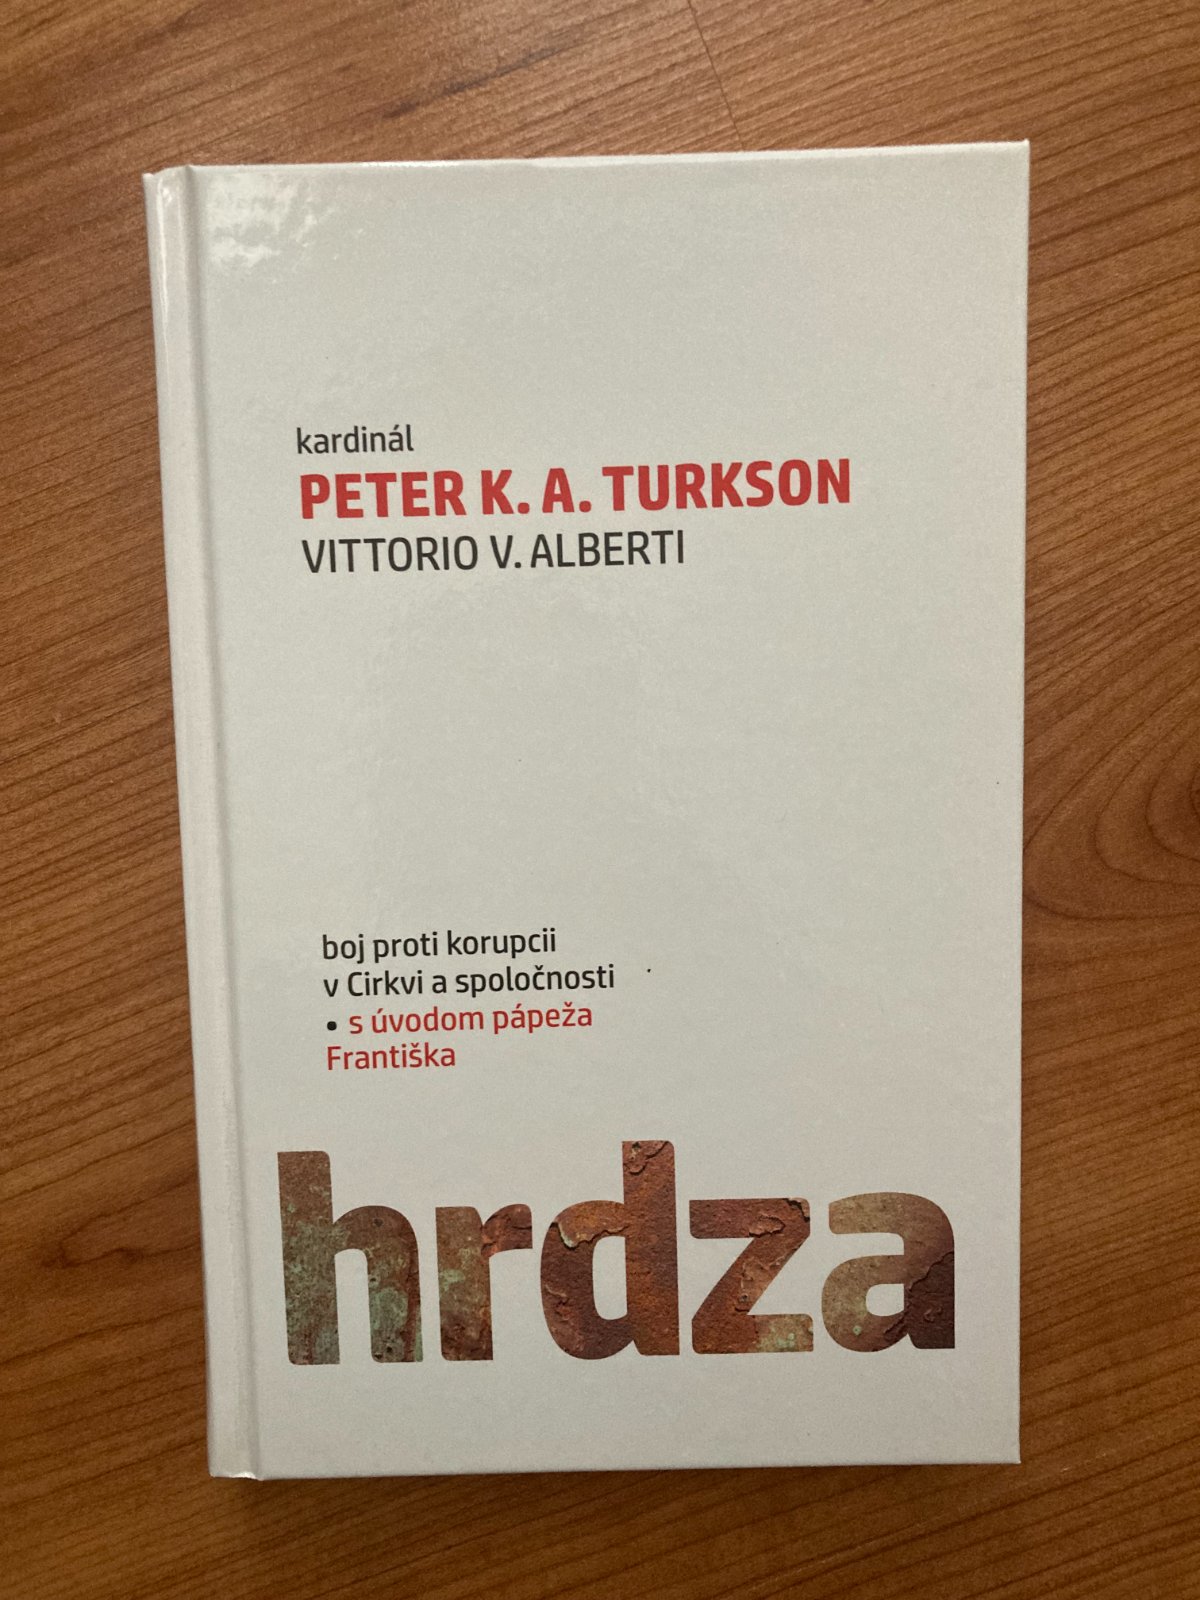 kardinál
PETER K. A. TURKSON
VITTORIO V. ALBERTI
boj proti korupcii
v Cirkvi a spoločnosti
• s úvodom pápeža
Františka
hrdza